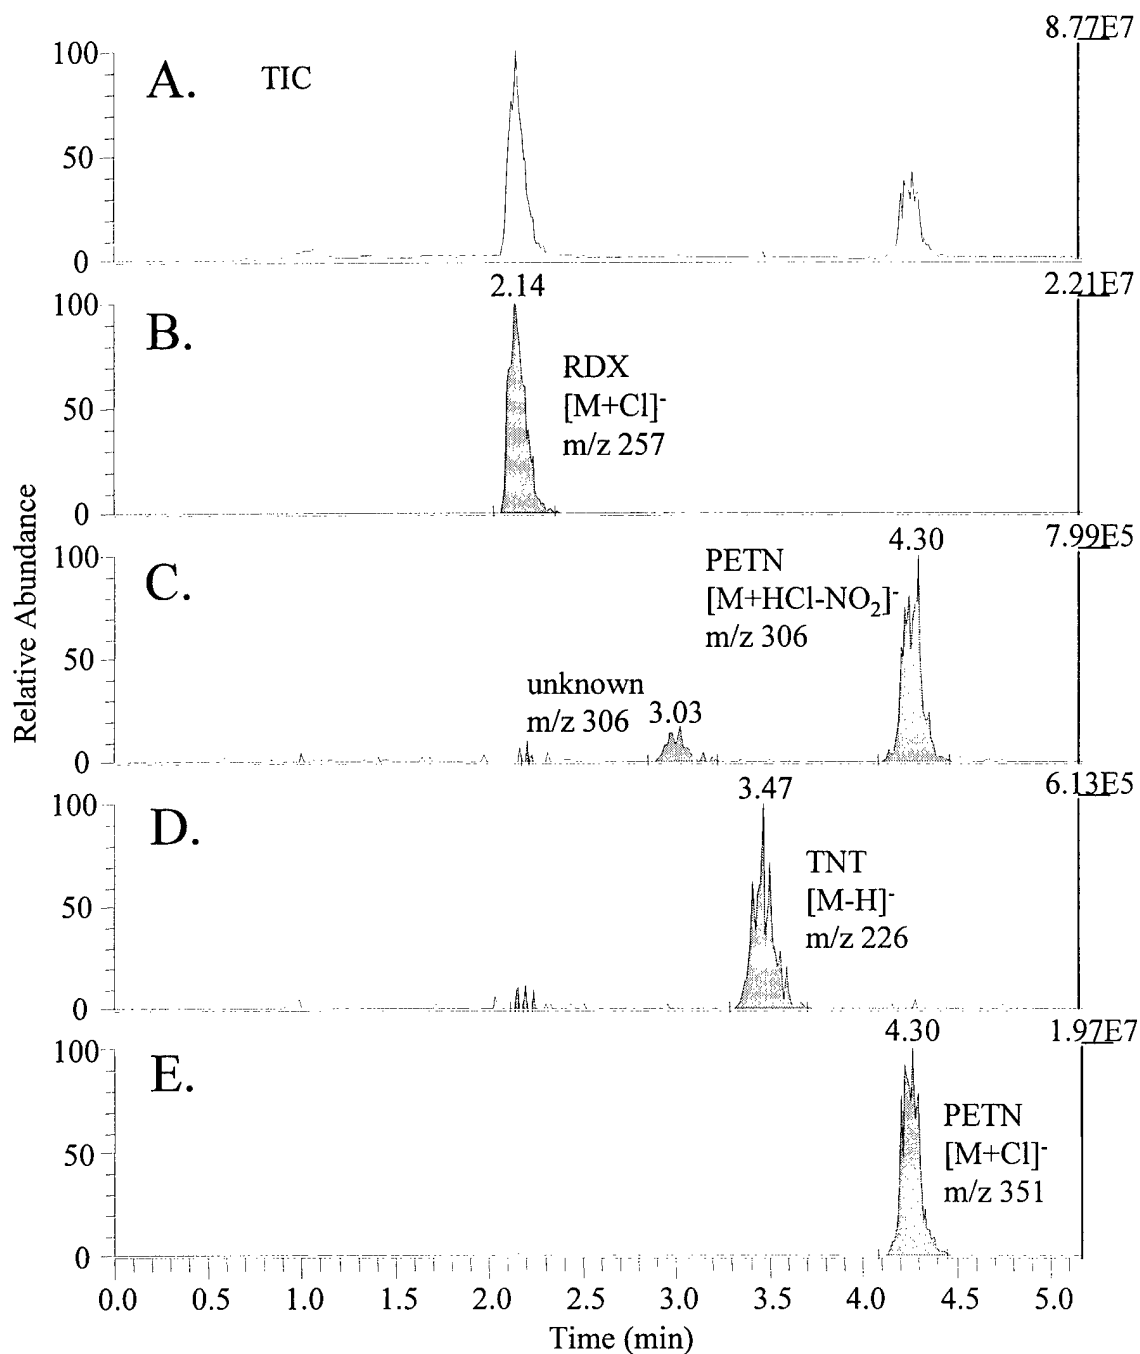 8.77E7
100
A. TIC
50
0
2.14 2.21E7
100
B.
RDX
[M+Cl]-
m/z 257
50
0
4.30 7.99E5
100
C.
PETN
[M+HCl-NO2]-
m/z 306
50
unknown
m/z 306 3.03
0
3.47 6.13E5
100
D.
TNT
[M-H]-
m/z 226
50
0
4.30 1.97E7
100
E.
PETN
[M+Cl]-
m/z 351
50
0
Relative Abundance
0.0 0.5 1.0 1.5 2.0 2.5 3.0 3.5 4.0 4.5 5.0
Time (min)